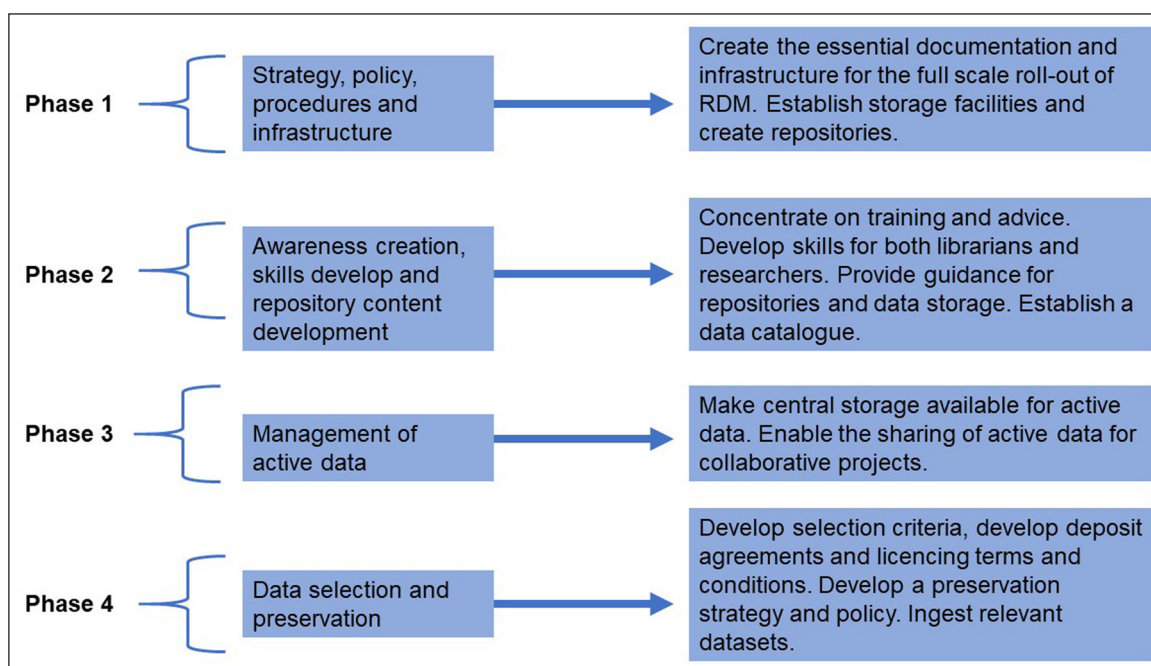 Phase 1
Strategy, policy,
procedures and
infrastructure
Create the essential documentation and
infrastructure for the full scale roll-out of
RDM. Establish storage facilities and
create repositories.
Phase 2
Awareness creation,
skills develop and
repository content
development
Concentrate on training and advice.
Develop skills for both librarians and
researchers. Provide guidance for
repositories and data storage. Establish a
data catalogue.
Phase 3
Management of
active data
Make central storage available for active
data. Enable the sharing of active data for
collaborative projects.
Phase 4
Data selection and
preservation
Develop selection criteria, develop deposit
agreements and licencing terms and
conditions. Develop a preservation
strategy and policy. Ingest relevant
datasets.